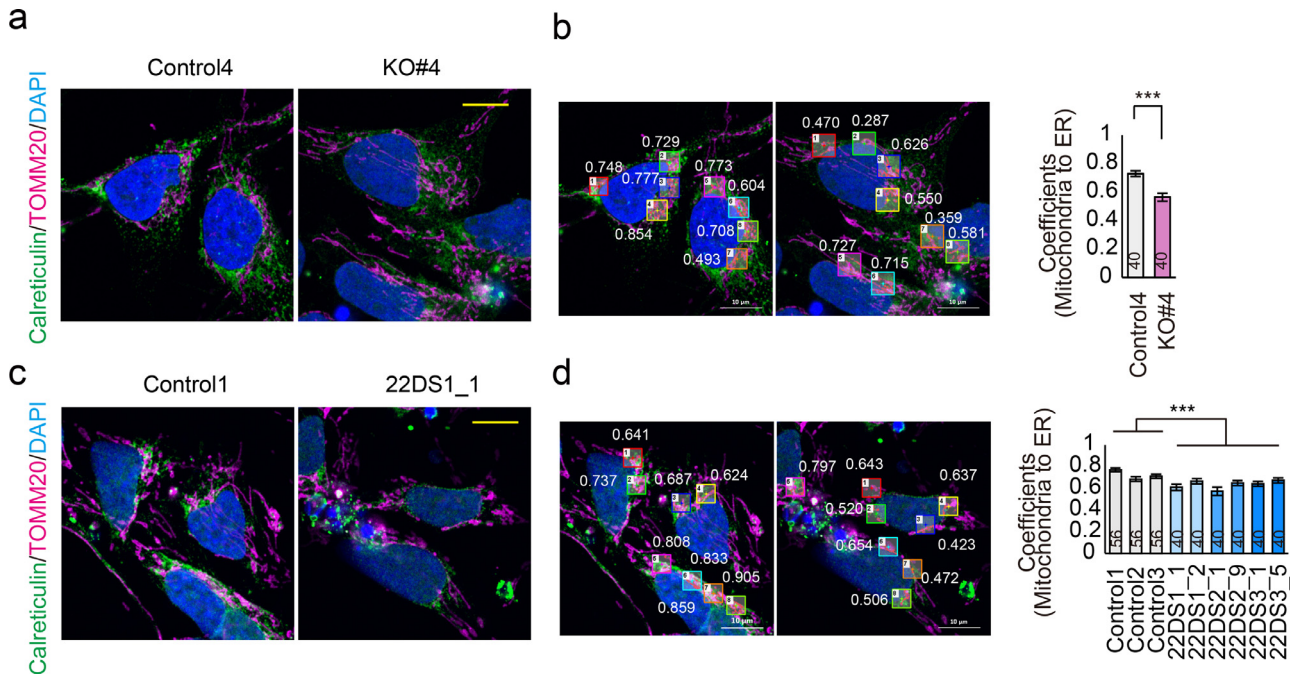 a
Calreticulin/TOMM20/DAPI
Control4
KO#4
b
0.748
0.729
0.777
0.854
0.773
0.604
0.708
0.493
10 µm
0.470
0.287
0.626
0.550
0.359
0.581
0.727
0.715
10 µm
Coefficients
(Mitochondria to ER)
***
1
0.8
0.6
0.4
0.2
0
40
40
Control4
KO#4
c
Calreticulin/TOMM20/DAPI
Control1
22DS1_1
d
0.641
0.737
0.687
0.624
0.808
0.833
0.905
0.859
10 µm
0.797
0.643
0.637
0.520
0.423
0.654
0.472
0.506
10 µm
Coefficients
(Mitochondria to ER)
***
1
0.8
0.6
0.4
0.2
0
56
56
56
40
40
40
40
40
40
Control1
Control2
Control3
22DS1_1
22DS1_2
22DS2_1
22DS2_9
22DS3_1
22DS3_5